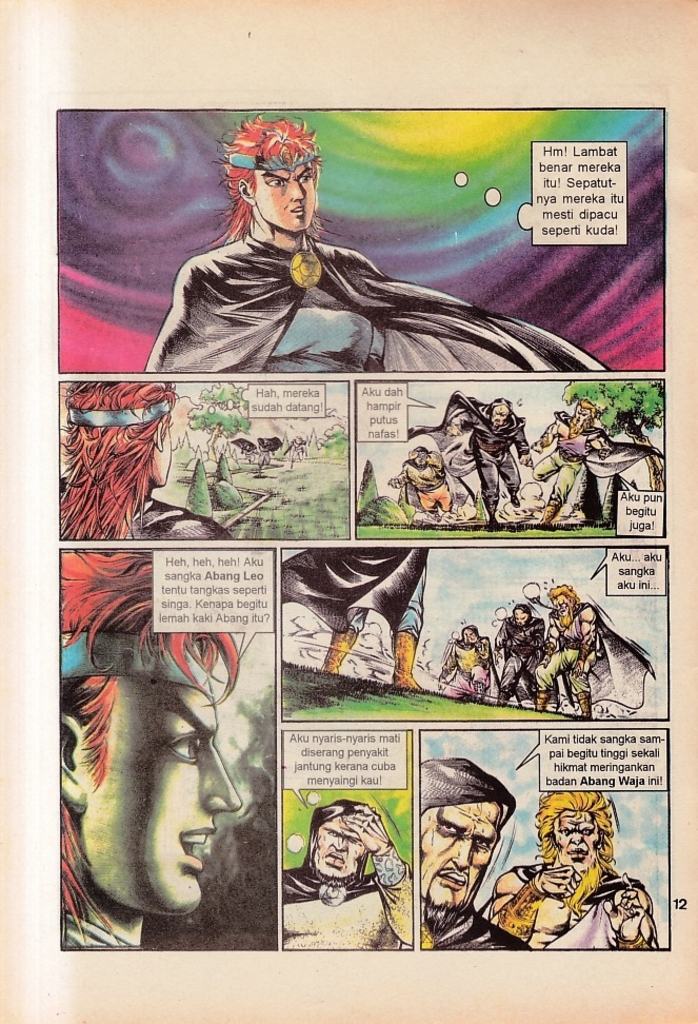 Hm! Lambat
benar mereka
itu! Sepatut-
nya mereka itu
mesti dipacu
seperti kuda!
Hah, mereka
sudah datang!
Aku dah
hampir
putus
nafas!
Aku pun
begitu
juga!
Heh, heh, heh! Aku
sangka Abang Leo
tentu tangkas seperti
singa. Kenapa begitu
lemah kaki Abang itu?
Aku... aku
sangka
aku ini...
Aku nyaris-nyaris mati
diserang penyakit
jantung kerana cuba
menyaingi kau!
Kami tidak sangka sam-
pai begitu tinggi sekali
hikmat meringankan
badan Abang Waja ini!
12